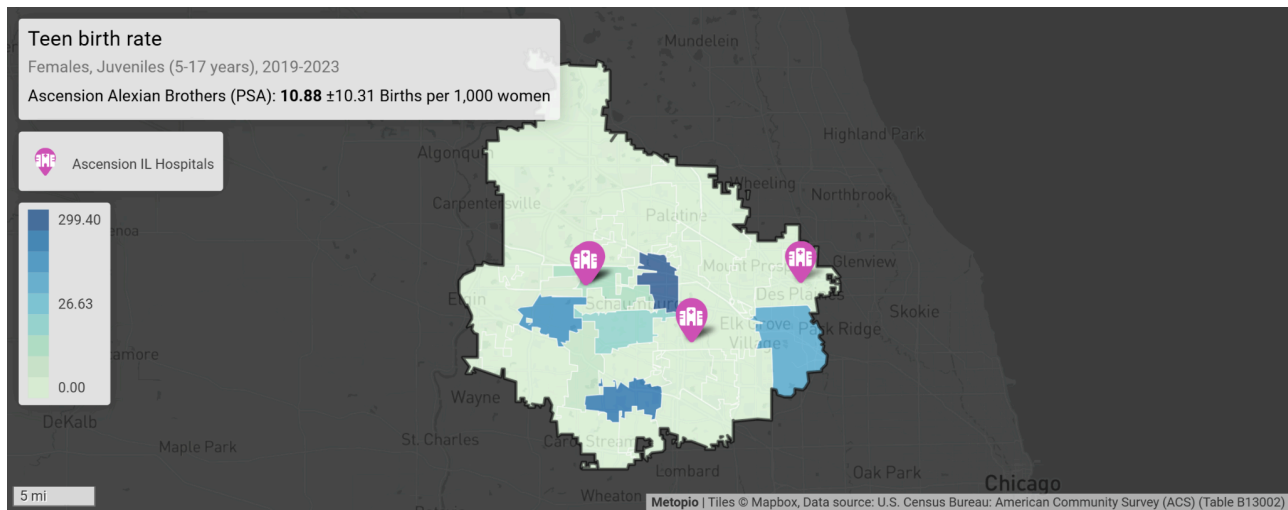 Teen birth rate
Females, Juveniles (5-17 years), 2019-2023
Ascension Alexian Brothers (PSA): 10.88 ±10.31 Births per 1,000 women
Ascension IL Hospitals
299.40
26.63
0.00
Mundelein
Highland Park
Algonquin
Wheeling
Northbrook
Carpentersville
Palatine
enoa
Mount Prosp
Glenview
Elgin
Schaumburg
Des Plaines
Skokie
Elk Grove
Village
Park Ridge
amore
Wayne
DeKalb
Maple Park
St. Charles
Carol Stream
Lombard
Oak Park
Wheaton
Chicago
5 mi
Metopio | Tiles © Mapbox, Data source: U.S. Census Bureau: American Community Survey (ACS) (Table B13002)